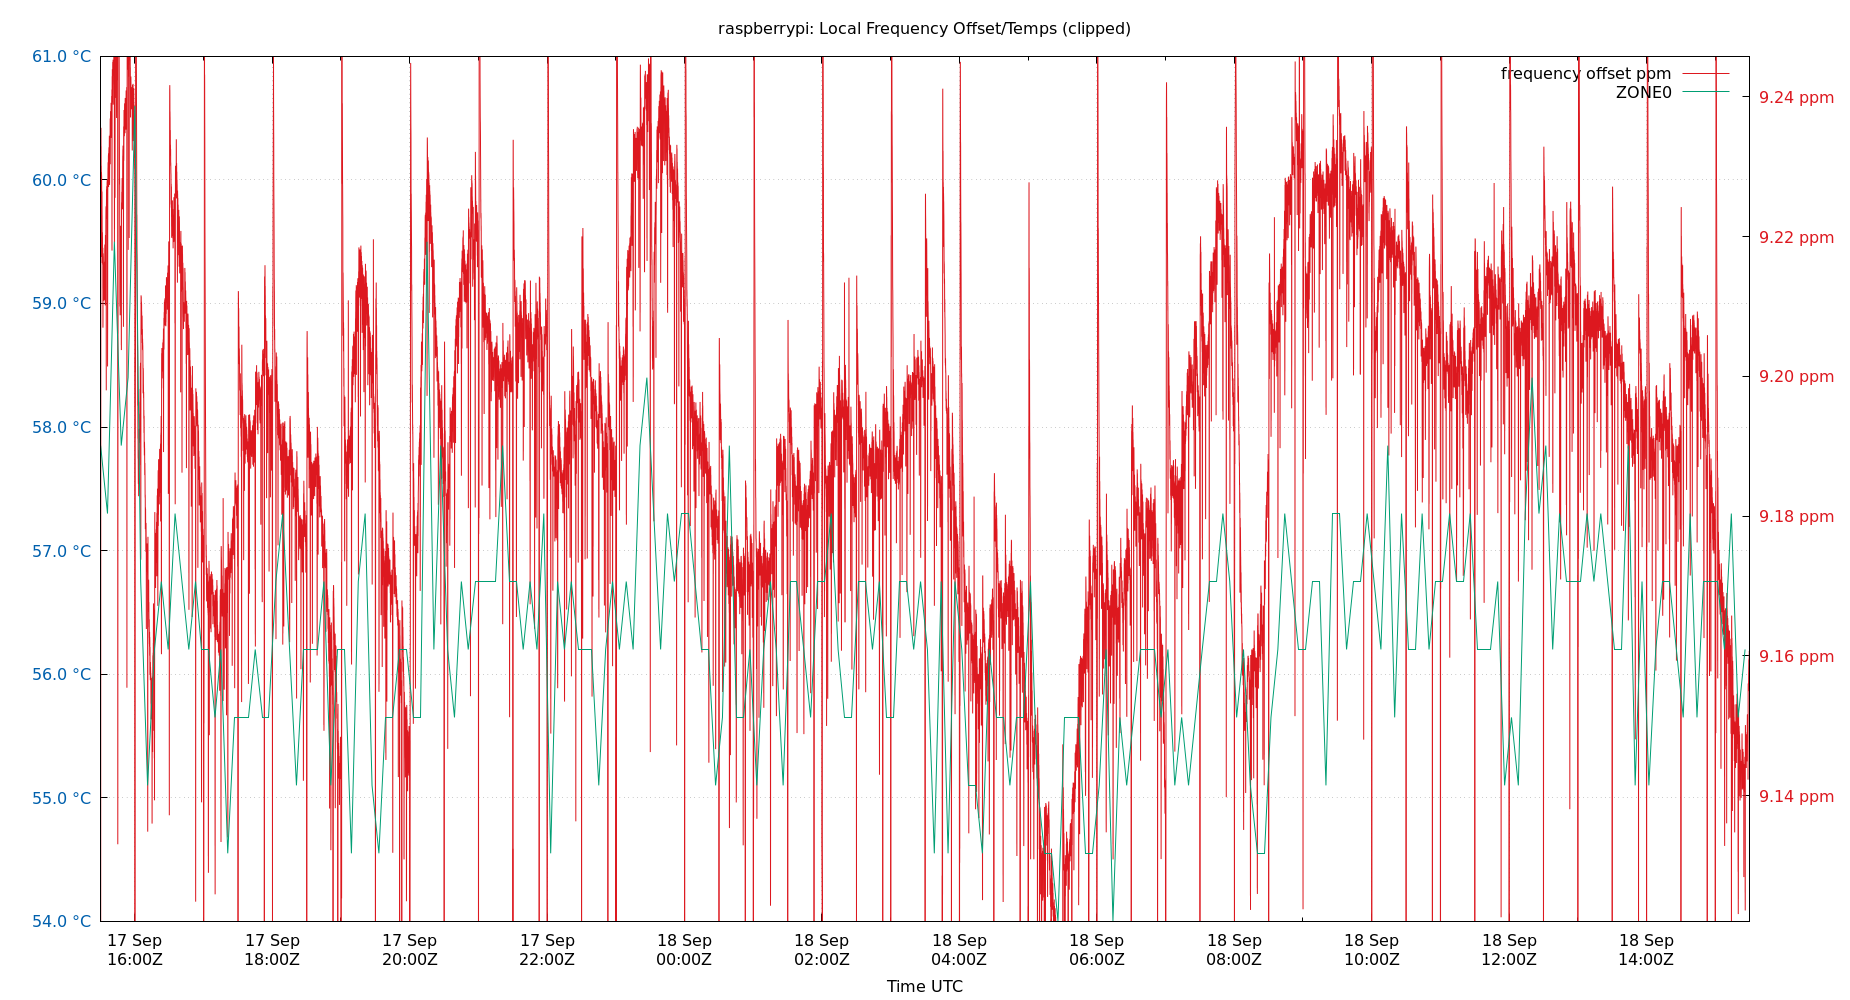 raspberrypi: Local Frequency Offset/Temps (clipped)
61.0 °C
60.0 °C
59.0 °C
58.0 °C
57.0 °C
56.0 °C
55.0 °C
54.0 °C
frequency offset ppm
ZONE0
9.24 ppm
9.22 ppm
9.20 ppm
9.18 ppm
9.16 ppm
9.14 ppm
17 Sep 17 Sep 17 Sep 17 Sep 18 Sep 18 Sep 18 Sep 18 Sep 18 Sep 18 Sep 18 Sep 18 Sep
16:00Z 18:00Z 20:00Z 22:00Z 00:00Z 02:00Z 04:00Z 06:00Z 08:00Z 10:00Z 12:00Z 14:00Z
Time UTC